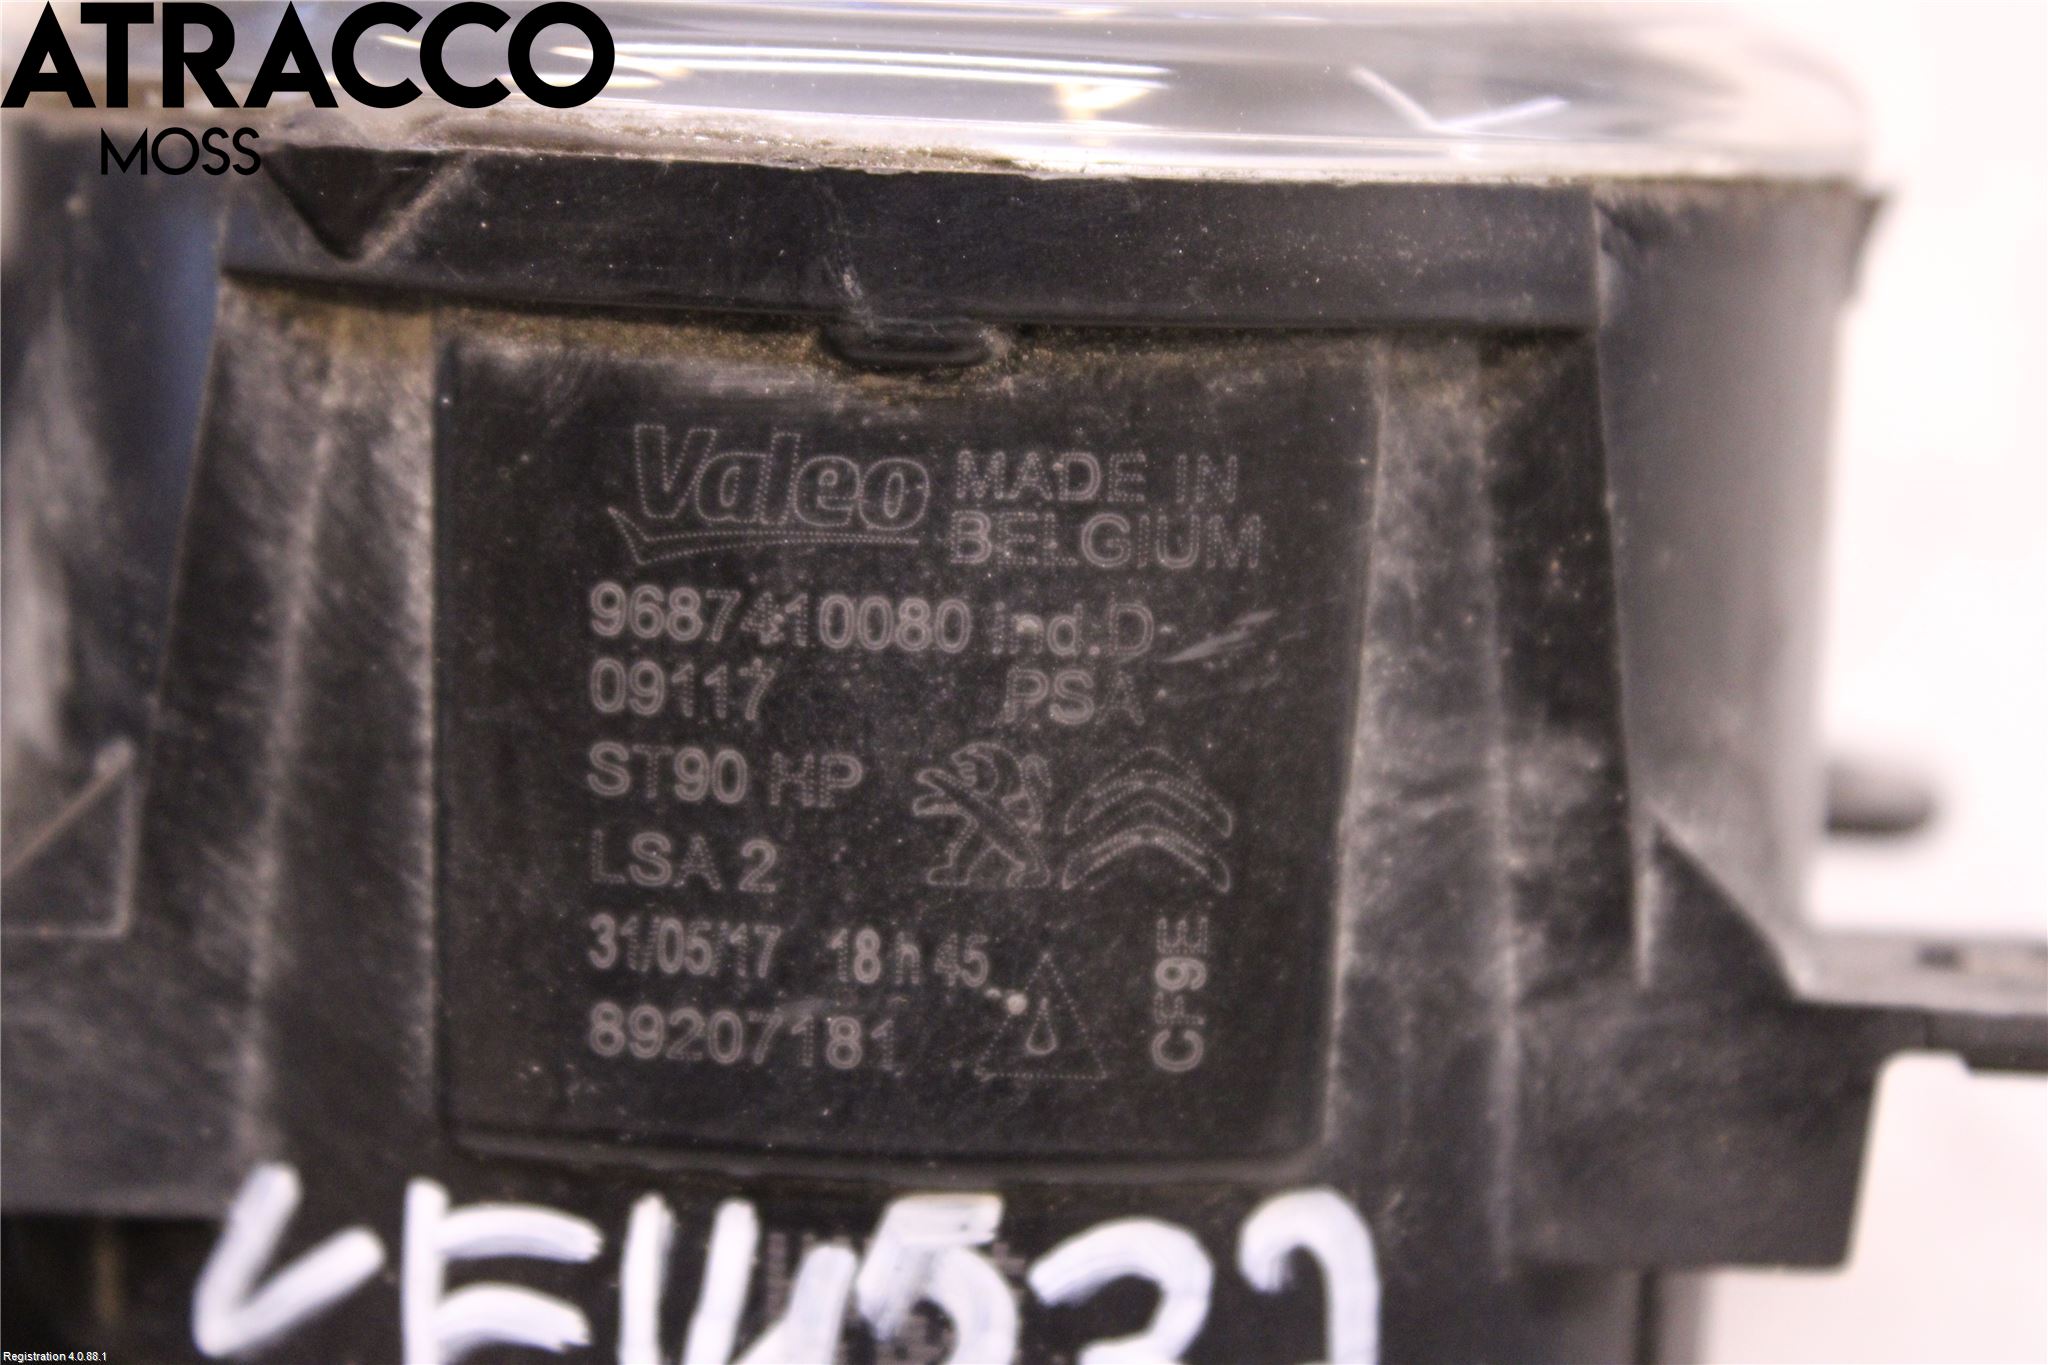 ATRACCO
MOSS
Valeo MADE IN
BELGIUM
9687410080 Ind.D
09117 PSA
ST90 HP
LSA 2
31/05/17 18 h 45
89207181
CF9E
Registration 4.0.88.1